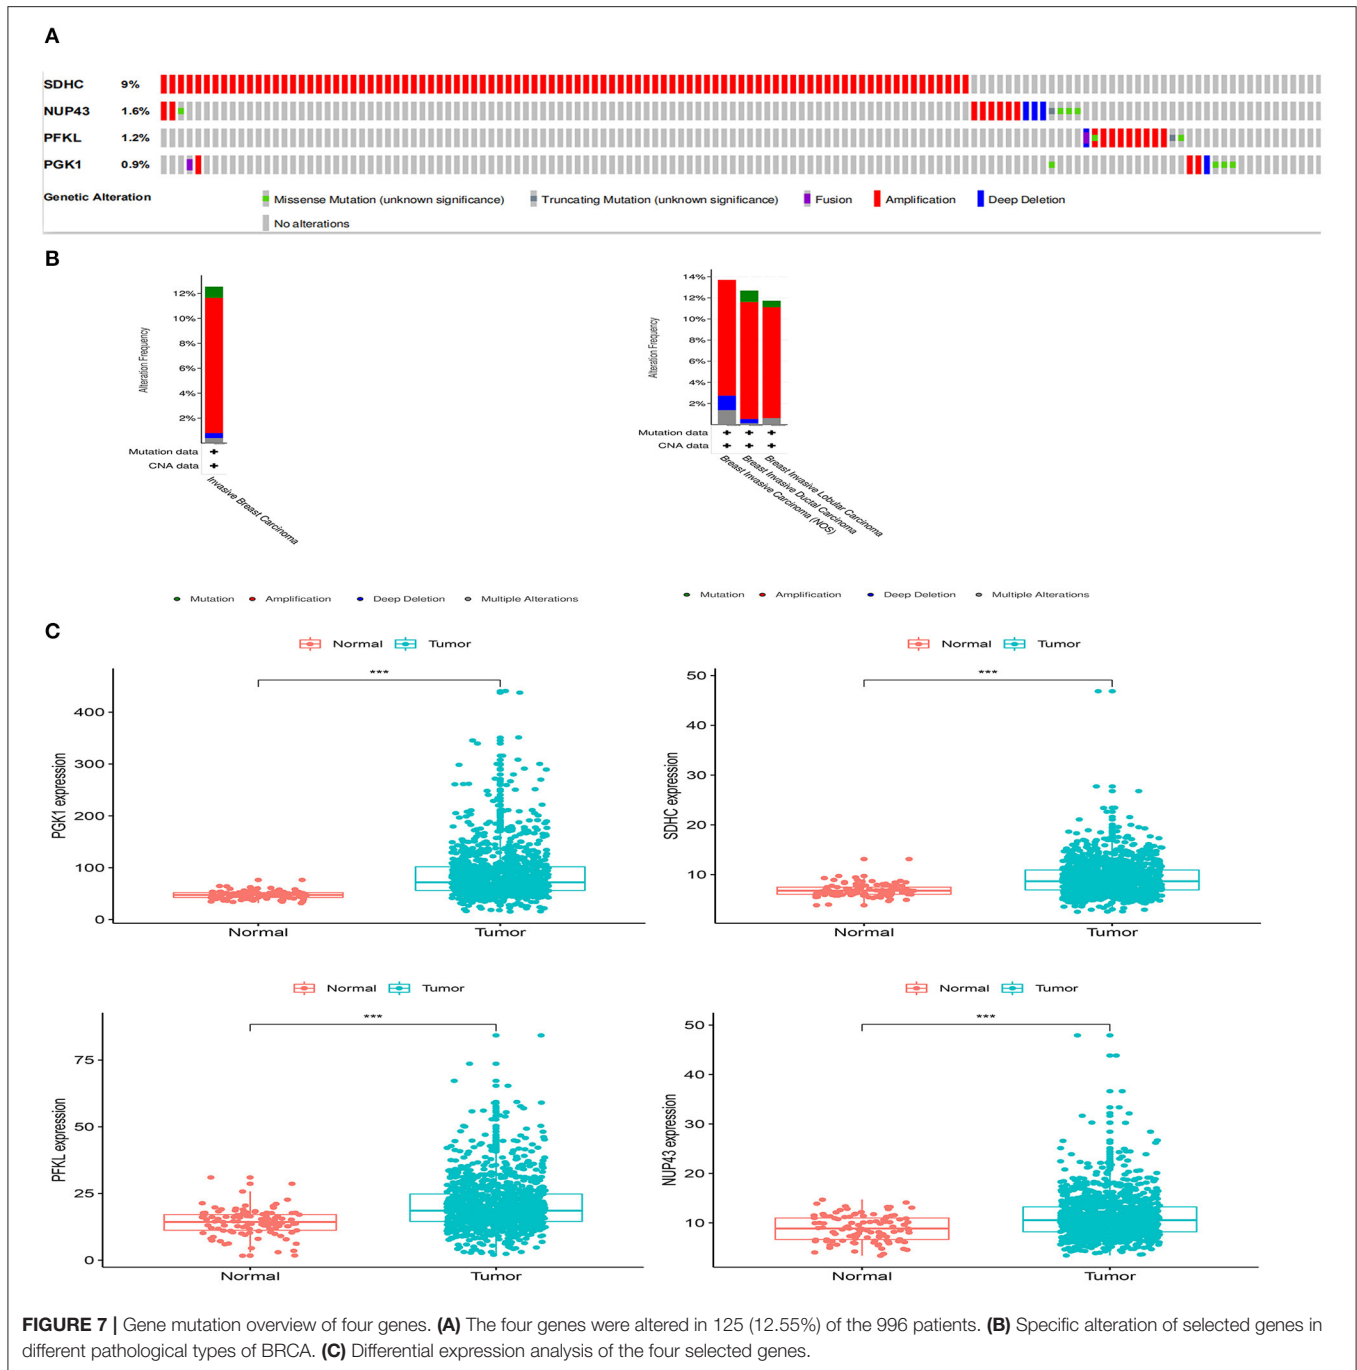 A
SDHC 9%
NUP43 1.6%
PFKL 1.2%
PGK1 0.9%
Genetic Alteration
Missense Mutation (unknown significance) Truncating Mutation (unknown significance) Fusion Amplification Deep Deletion
No alterations
B
Alteration Frequency
12%
10%
8%
6%
4%
2%
Mutation data
CNA data
Invasive Breast Carcinoma
Mutation Amplification Deep Deletion Multiple Alterations
Alteration Frequency
14%
12%
10%
8%
6%
4%
2%
Mutation data
CNA data
Breast Invasive Carcinoma (NOS)
Breast Invasive Ductal Carcinoma
Breast Invasive Lobular Carcinoma
Mutation Amplification Deep Deletion Multiple Alterations
C
Normal Tumor
***
PGK1 expression
400
300
200
100
0
Normal Tumor
Normal Tumor
***
SDHC expression
50
40
30
20
10
Normal Tumor
Normal Tumor
***
PFKL expression
75
50
25
0
Normal Tumor
Normal Tumor
***
NUP43 expression
50
40
30
20
10
Normal Tumor
FIGURE 7 | Gene mutation overview of four genes. (A) The four genes were altered in 125 (12.55%) of the 996 patients. (B) Specific alteration of selected genes in
different pathological types of BRCA. (C) Differential expression analysis of the four selected genes.